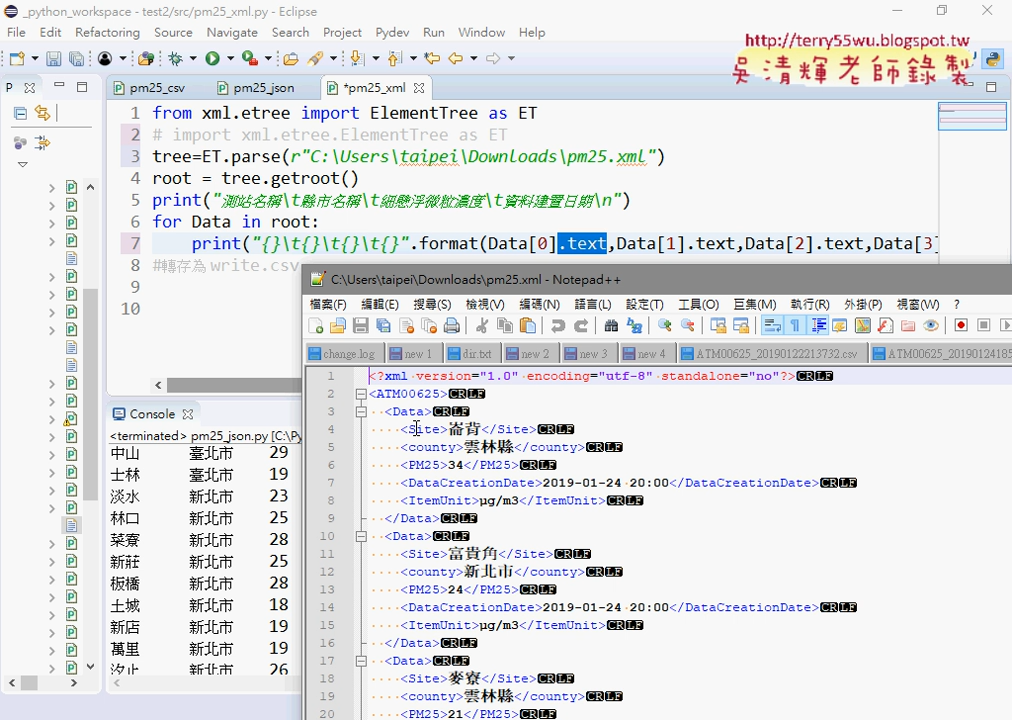 _python_workspace - test2/src/pm25_xml.py - Eclipse
File Edit Refactoring Source Navigate Search Project Pydev Run Window Help
http://terry55wu.blogspot.tw
吳清輝老師錄製
P pm25_csv pm25_json *pm25_xml
1 from xml.etree import ElementTree as ET
2 # import xml.etree.ElementTree as ET
3 tree=ET.parse(r"C:\Users\taipei\Downloads\pm25.xml")
4 root = tree.getroot()
5 print("測站名稱\t縣市名稱\t細懸浮微粒濃度\t資料建置日期\n")
6 for Data in root:
7 print("{}\t{}\t{}\t{}".format(Data[0].text,Data[1].text,Data[2].text,Data[3]
8 #轉存為write.csv
9
10
C:\Users\taipei\Downloads\pm25.xml - Notepad++
檔案(F) 編輯(E) 搜尋(S) 檢視(V) 編碼(N) 語言(L) 設定(T) 工具(O) 巨集(M) 執行(R) 外掛(P) 視窗(W) ?
change.log new 1 dir.txt new 2 new 3 new 4 ATM00625_20190122213732.csv ATM00625_2019012418
1 <?xml version="1.0" encoding="utf-8" standalone="no"?>CRLF
2 <ATM00625>CRLF
3 <Data>CRLF
4 <Site>崙背</Site>CRLF
5 <county>雲林縣</county>CRLF
6 <PM25>34</PM25>CRLF
7 <DataCreationDate>2019-01-24 20:00</DataCreationDate>CRLF
8 <ItemUnit>μg/m3</ItemUnit>CRLF
9 </Data>CRLF
10 <Data>CRLF
11 <Site>富貴角</Site>CRLF
12 <county>新北市</county>CRLF
13 <PM25>24</PM25>CRLF
14 <DataCreationDate>2019-01-24 20:00</DataCreationDate>CRLF
15 <ItemUnit>μg/m3</ItemUnit>CRLF
16 </Data>CRLF
17 <Data>CRLF
18 <Site>麥寮</Site>CRLF
19 <county>雲林縣</county>CRLF
20 <PM25>21</PM25>CRLF
Console
<terminated> pm25_json.py [C:\Py
中山 臺北市 29
士林 臺北市 19
淡水 新北市 23
林口 新北市 25
菜寮 新北市 28
新莊 新北市 25
板橋 新北市 28
土城 新北市 18
新店 新北市 19
萬里 新北市 19
汐止 新北市 26